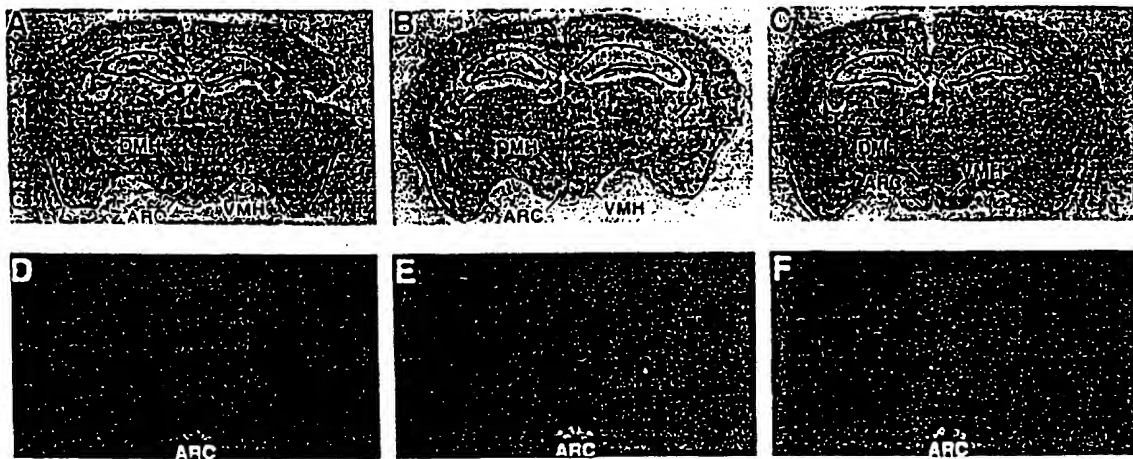 A B C
DMH DMH DMH
ARC VMH ARC VMH ARC VMH
D E F
ARC ARC ARC